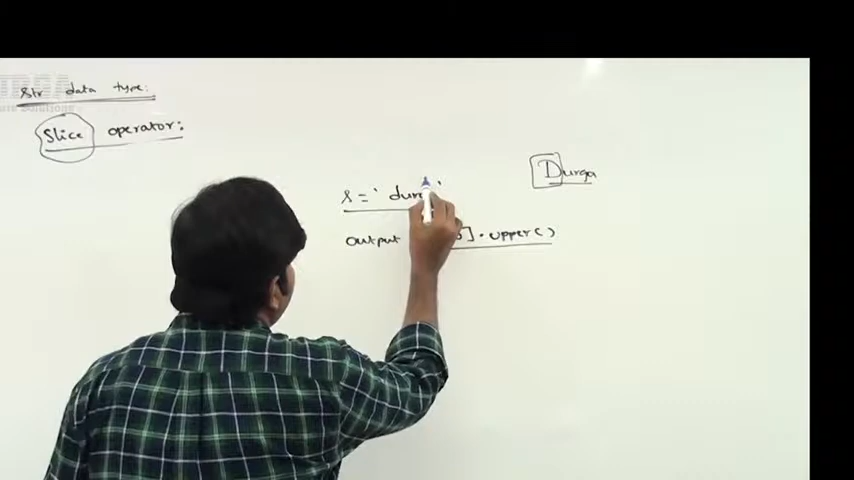 str data type:
Slice operator:
s = ' dur '
Durga
output ].upper()